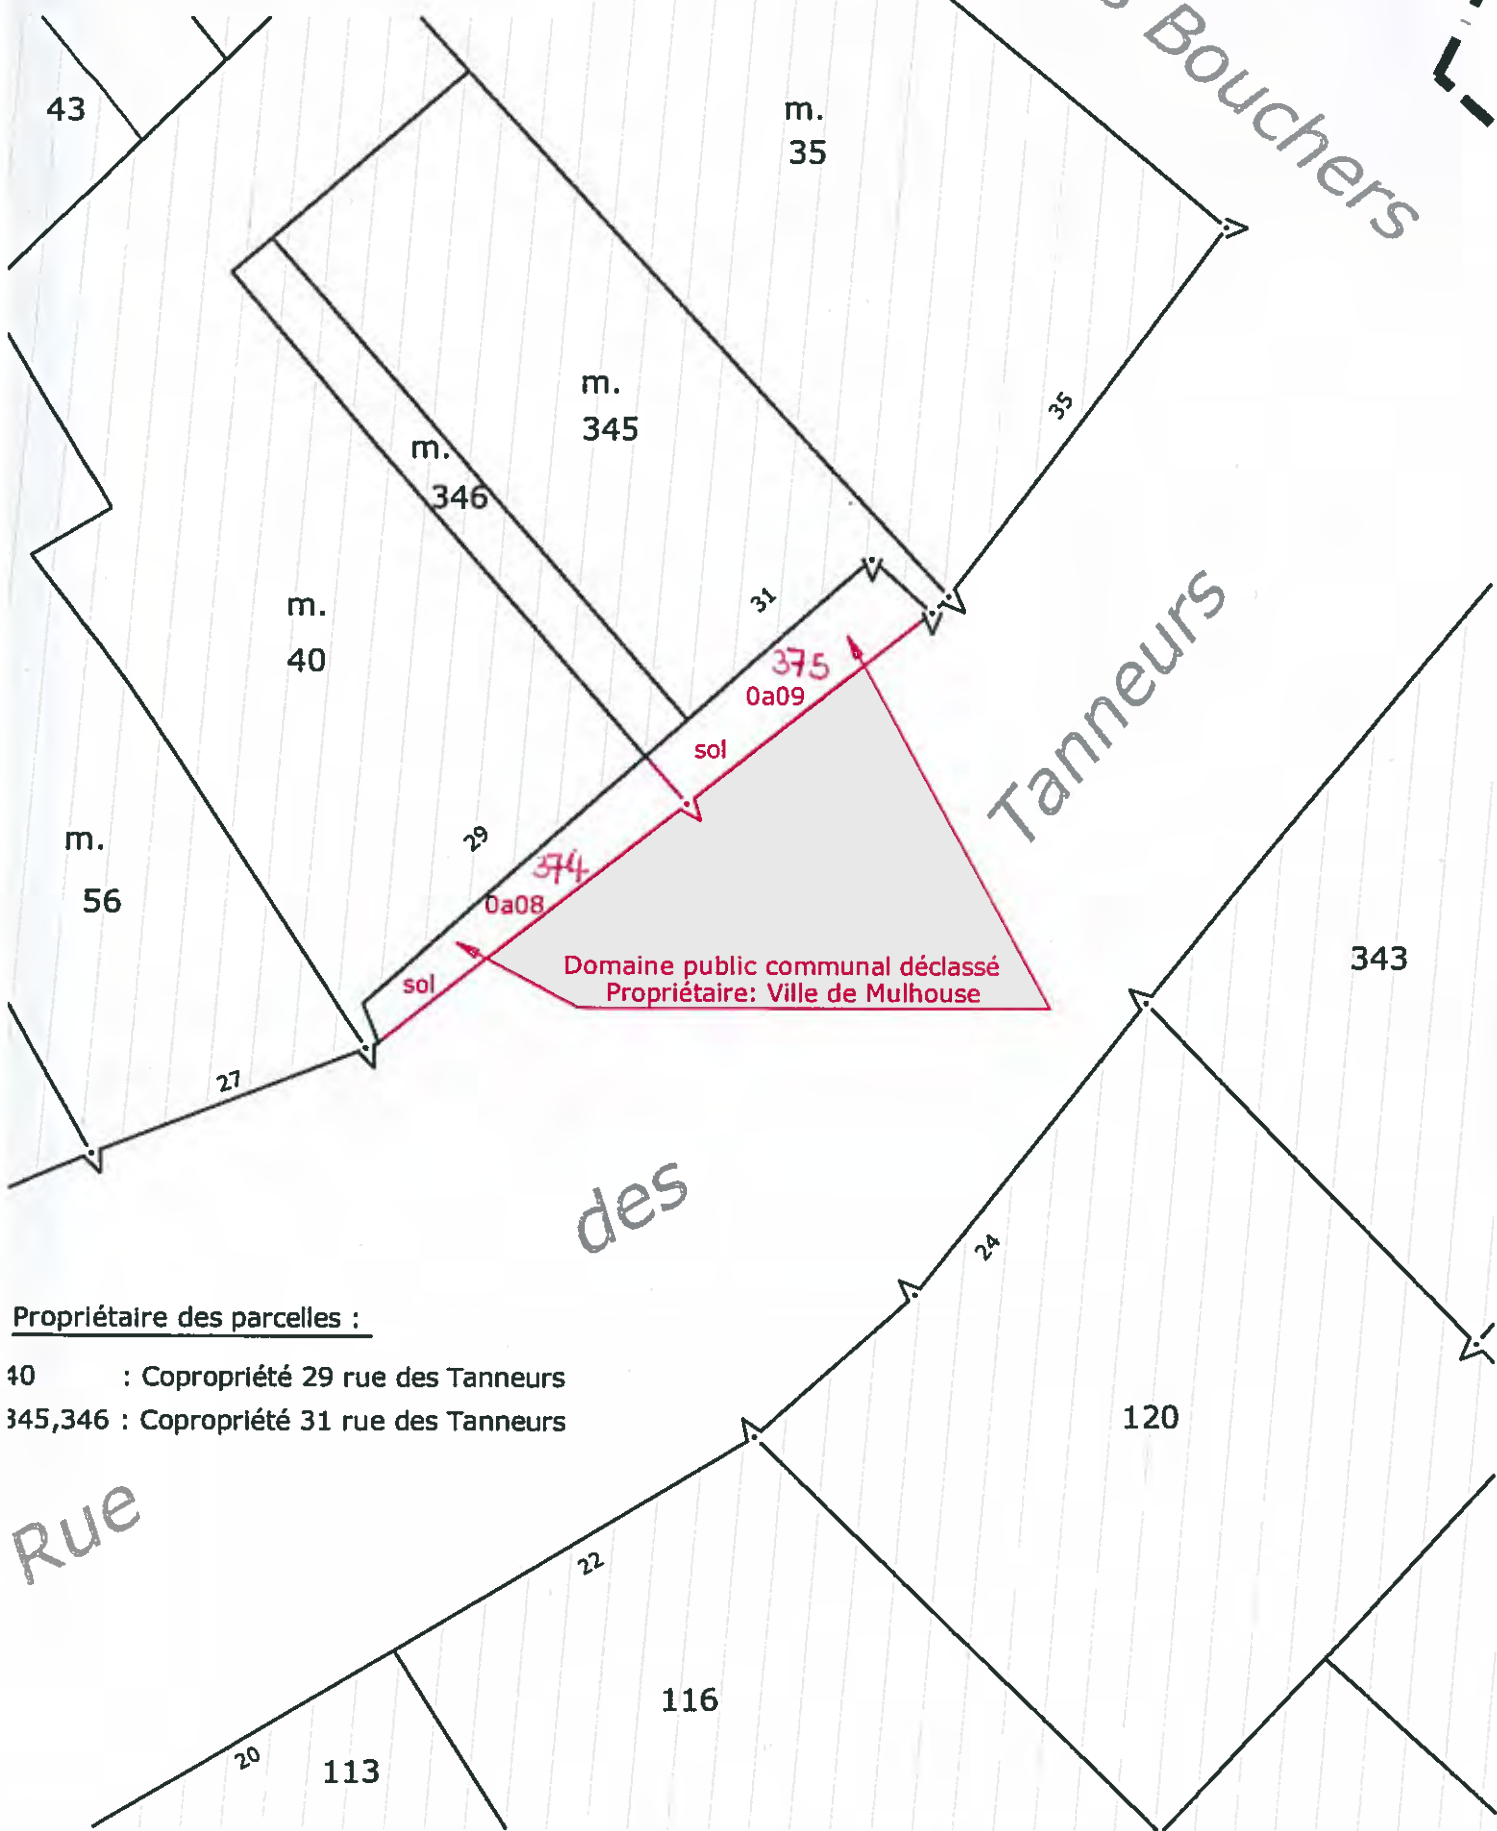 Bouchers
43
m.
35
m.
345
m.
346
35
31
m.
40
375
0a09
sol
Tanneurs
29
374
0a08
sol
m.
56
Domaine public communal déclassé
Propriétaire: Ville de Mulhouse
343
27
des
24
Propriétaire des parcelles :
40 : Copropriété 29 rue des Tanneurs
345,346 : Copropriété 31 rue des Tanneurs
120
Rue
22
116
20
113